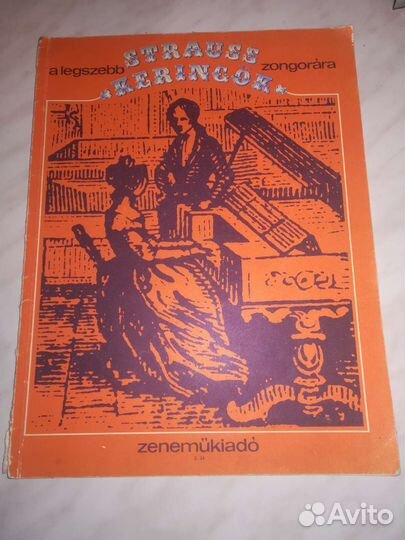 STRAUSS
a legszebb zongorára
KERINGŐK
zeneműkiadó
Avito